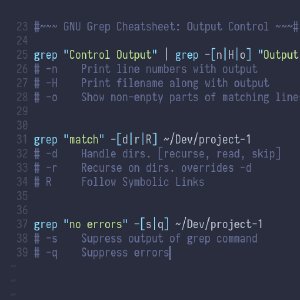 23 #~~~ GNU Grep Cheatsheet: Output Control ~~~#
24
25 grep "Control Output" | grep -[n|H|o] "Output
26 # -n    Print line numbers with output
27 # -H    Print filename along with output
28 # -o    Show non-enpty parts of matching line
29
30
31 grep "match" -[d|r|R] ~/Dev/project-1
32 # -d    Handle dirs. [recurse, read, skip]
33 # -r    Recurse on dirs. overrides -d
34 # R    Follow Symbolic Links
35
36
37 grep "no errors" -[s|q] ~/Dev/project-1
38 # -s    Supress output of grep command
39 # -q    Suppress errors
~
~